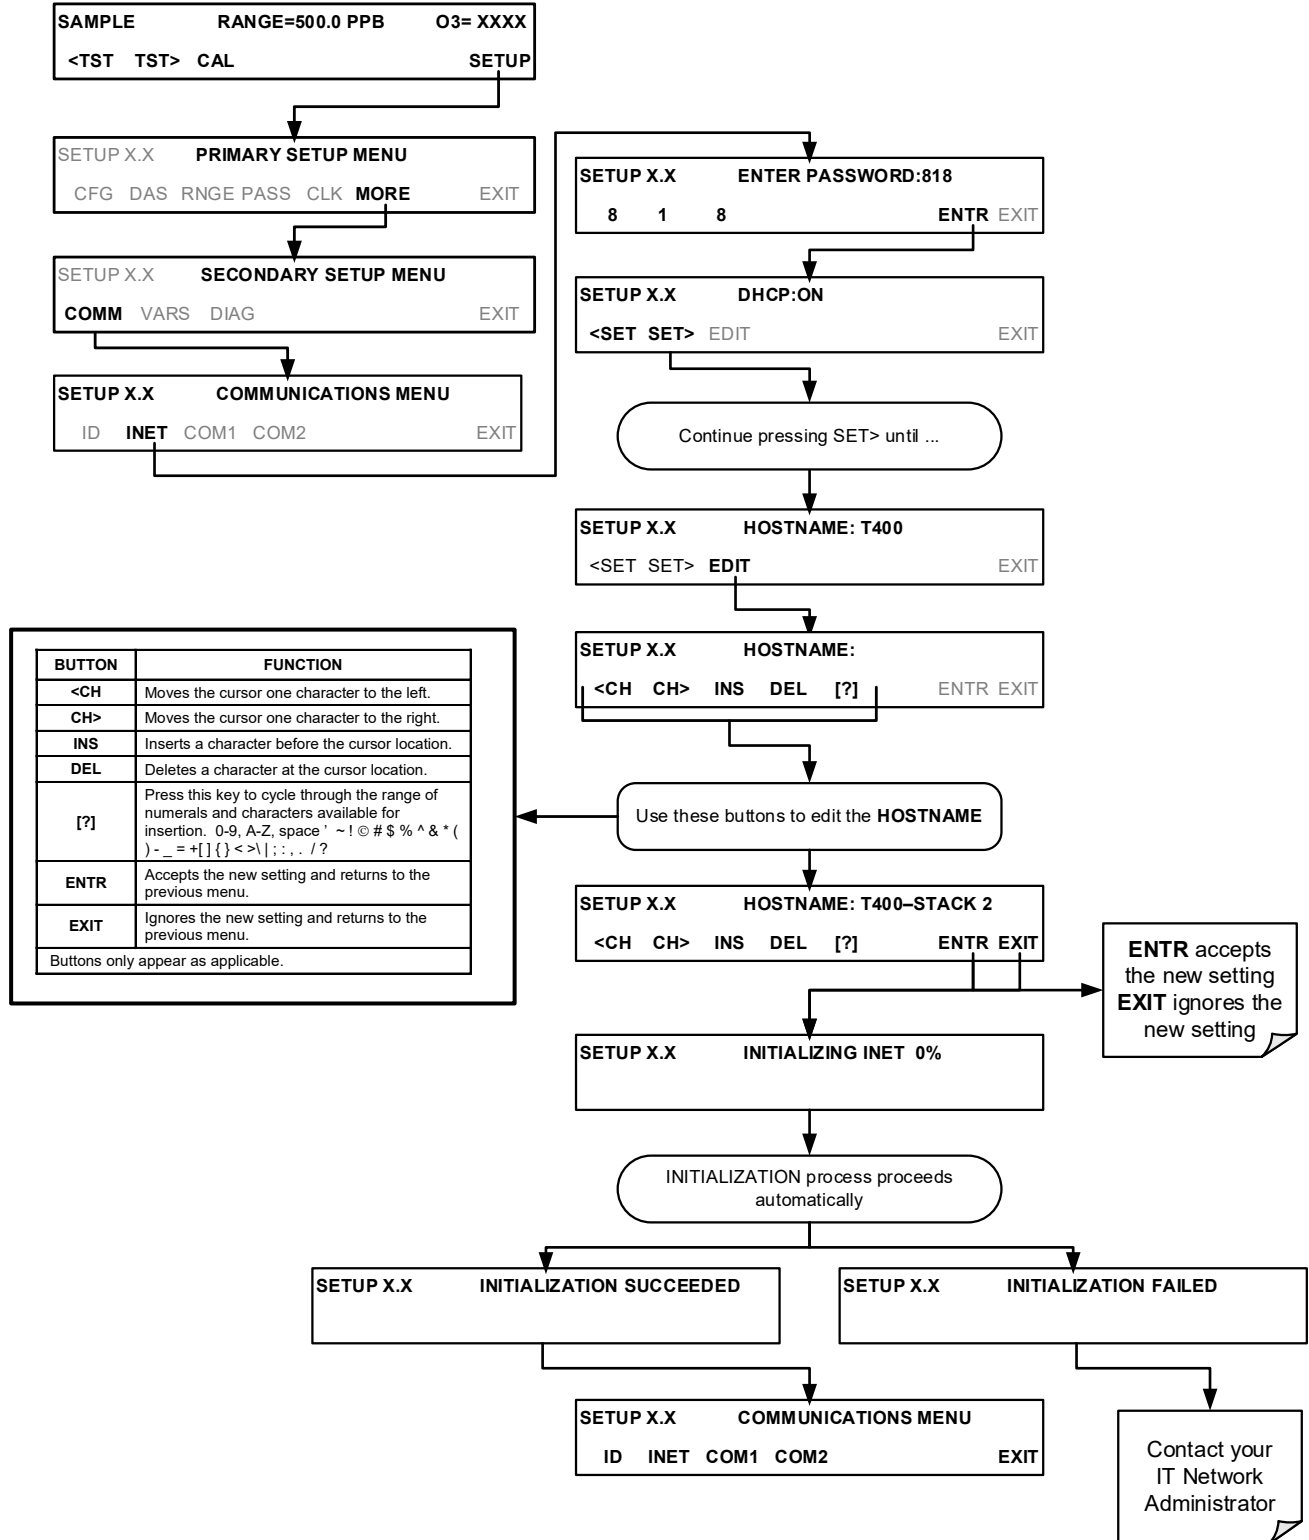 SAMPLE RANGE=500.0 PPB O3= XXXX
<TST TST> CAL SETUP
SETUP X.X PRIMARY SETUP MENU
CFG DAS RNGE PASS CLK MORE EXIT
SETUP X.X SECONDARY SETUP MENU
COMM VARS DIAG EXIT
SETUP X.X COMMUNICATIONS MENU
ID INET COM1 COM2 EXIT
SETUP X.X ENTER PASSWORD:818
8 1 8 ENTR EXIT
SETUP X.X DHCP:ON
<SET SET> EDIT EXIT
Continue pressing SET> until ...
SETUP X.X HOSTNAME: T400
<SET SET> EDIT EXIT
SETUP X.X HOSTNAME:
<CH CH> INS DEL [?] ENTR EXIT
Use these buttons to edit the HOSTNAME
BUTTON FUNCTION
<CH Moves the cursor one character to the left.
CH> Moves the cursor one character to the right.
INS Inserts a character before the cursor location.
DEL Deletes a character at the cursor location.
[?] Press this key to cycle through the range of
numerals and characters available for
insertion. 0-9, A-Z, space ' ~ ! © # $ % ^ & * (
) - _ = +[ ] { } < >\ | ; : , . / ?
ENTR Accepts the new setting and returns to the
previous menu.
EXIT Ignores the new setting and returns to the
previous menu.
Buttons only appear as applicable.
SETUP X.X HOSTNAME: T400–STACK 2
<CH CH> INS DEL [?] ENTR EXIT
ENTR accepts
the new setting
EXIT ignores the
new setting
SETUP X.X INITIALIZING INET 0%
INITIALIZATION process proceeds
automatically
SETUP X.X INITIALIZATION SUCCEEDED
SETUP X.X INITIALIZATION FAILED
SETUP X.X COMMUNICATIONS MENU
ID INET COM1 COM2 EXIT
Contact your
IT Network
Administrator